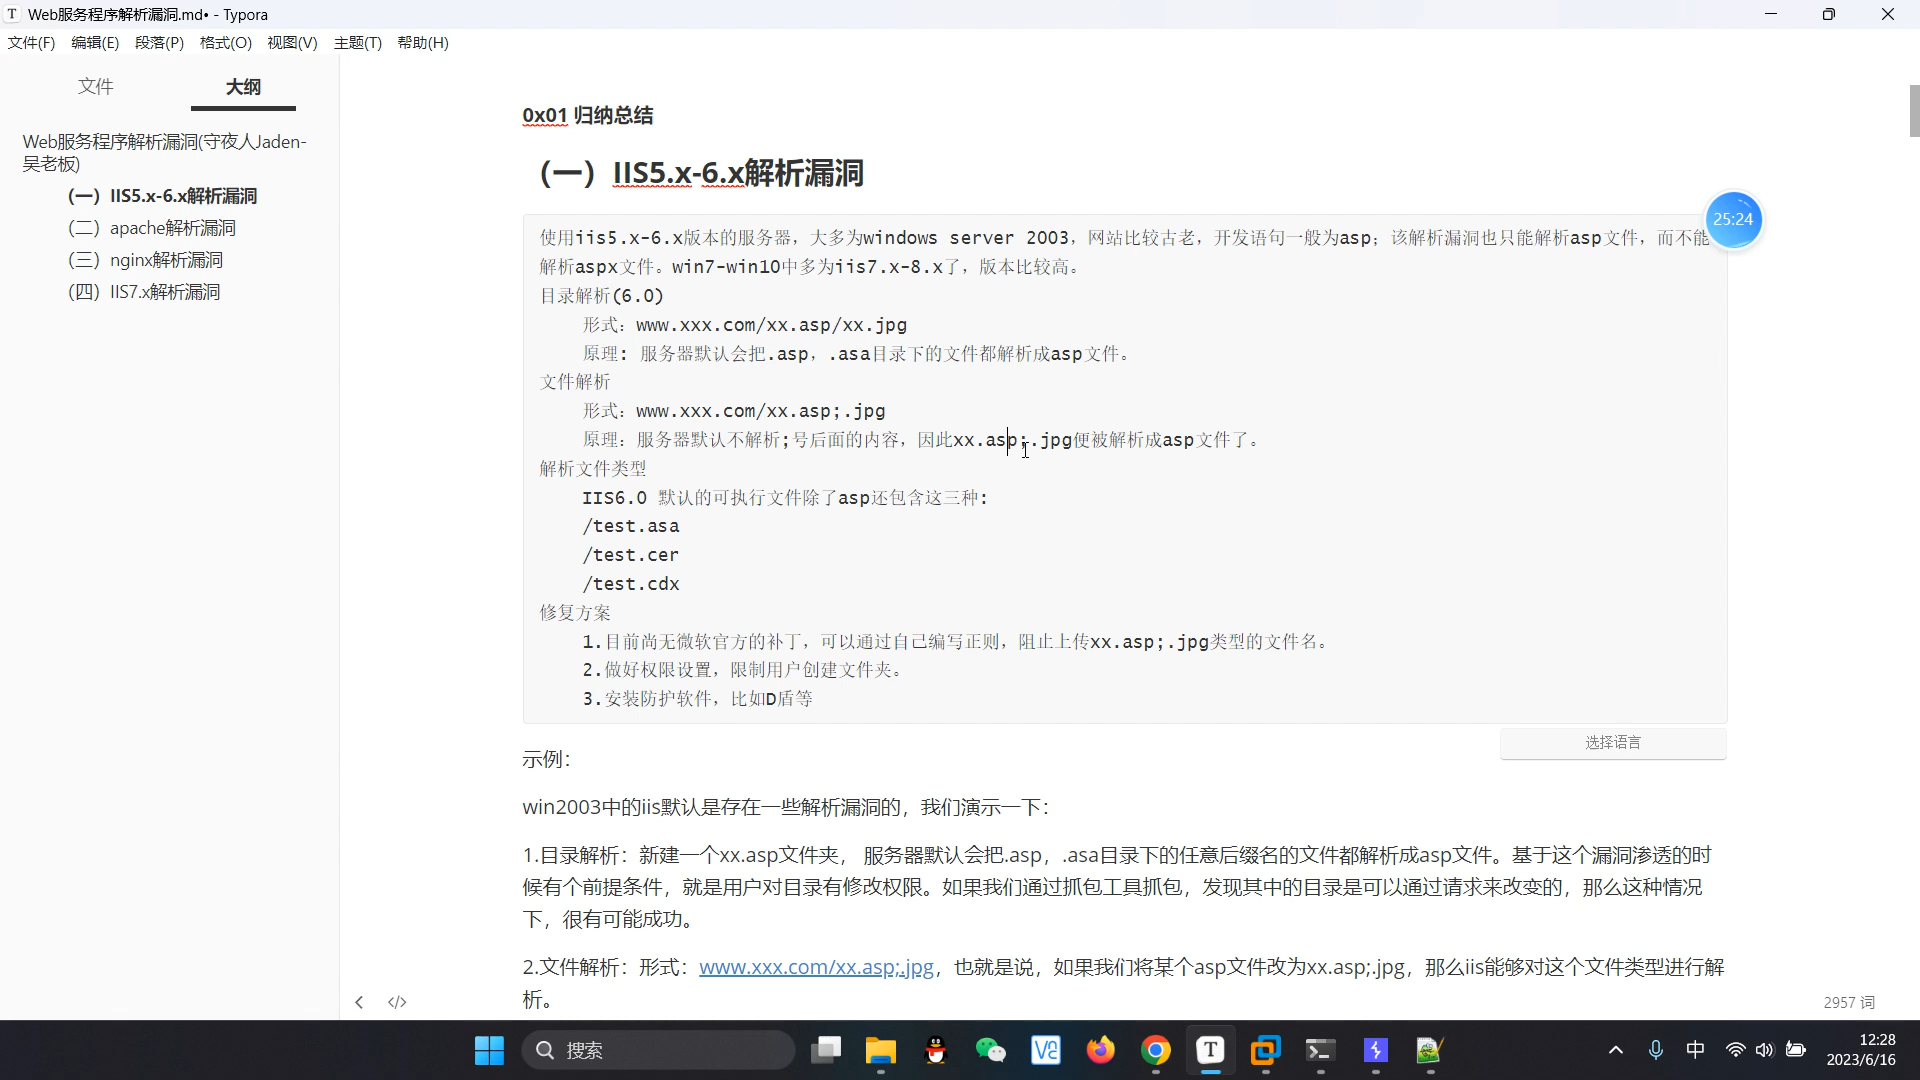 Web服务程序解析漏洞.md• - Typora
文件(F) 编辑(E) 段落(P) 格式(O) 视图(V) 主题(T) 帮助(H)
文件 大纲
Web服务程序解析漏洞(守夜人Jaden-
吴老板)
(一) IIS5.x-6.x解析漏洞
(二) apache解析漏洞
(三) nginx解析漏洞
(四) IIS7.x解析漏洞
0x01 归纳总结
(一) IIS5.x-6.x解析漏洞
25:24
使用iis5.x-6.x版本的服务器，大多为windows server 2003，网站比较古老，开发语句一般为asp；该解析漏洞也只能解析asp文件，而不能
解析aspx文件。win7-win10中多为iis7.x-8.x了，版本比较高。
目录解析(6.0)
形式：www.xxx.com/xx.asp/xx.jpg
原理: 服务器默认会把.asp，.asa目录下的文件都解析成asp文件。
文件解析
形式：www.xxx.com/xx.asp;.jpg
原理：服务器默认不解析;号后面的内容，因此xx.asp;.jpg便被解析成asp文件了。
解析文件类型
IIS6.0 默认的可执行文件除了asp还包含这三种:
/test.asa
/test.cer
/test.cdx
修复方案
1.目前尚无微软官方的补丁，可以通过自己编写正则，阻止上传xx.asp;.jpg类型的文件名。
2.做好权限设置，限制用户创建文件夹。
3.安装防护软件，比如D盾等
选择语言
示例：
win2003中的iis默认是存在一些解析漏洞的，我们演示一下：
1.目录解析：新建一个xx.asp文件夹， 服务器默认会把.asp，.asa目录下的任意后缀名的文件都解析成asp文件。基于这个漏洞渗透的时
候有个前提条件，就是用户对目录有修改权限。如果我们通过抓包工具抓包，发现其中的目录是可以通过请求来改变的，那么这种情况
下，很有可能成功。
2.文件解析：形式：www.xxx.com/xx.asp;.jpg，也就是说，如果我们将某个asp文件改为xx.asp;.jpg，那么iis能够对这个文件类型进行解
析。
2957 词
搜索
中
12:28
2023/6/16